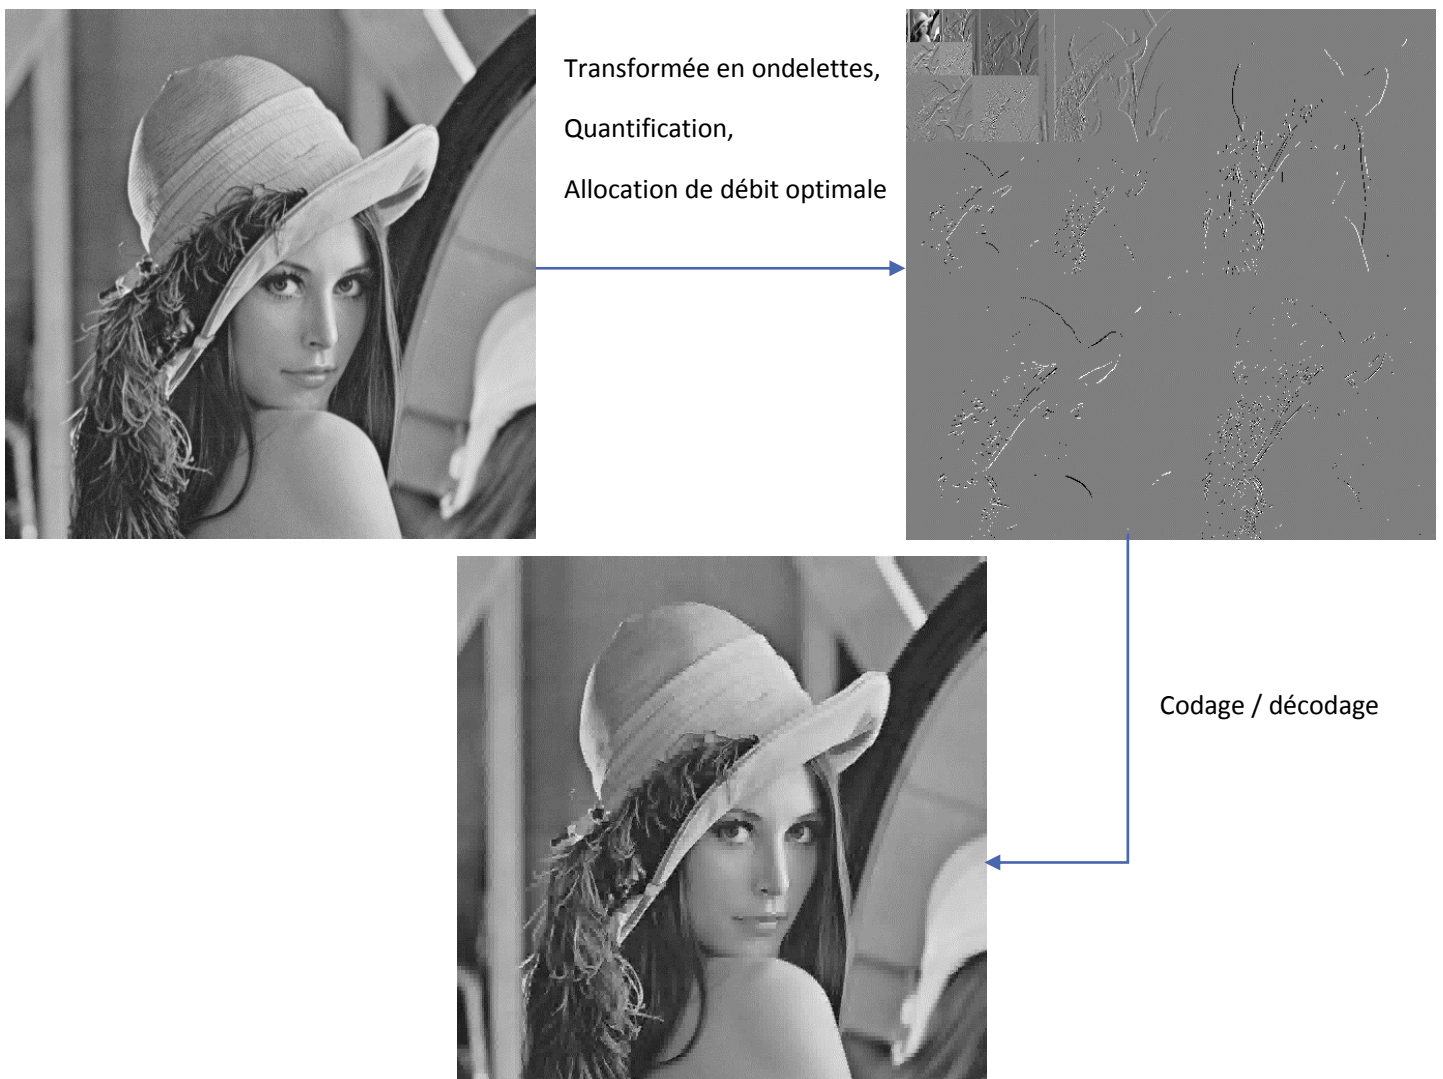 Transformée en ondelettes,
Quantification,
Allocation de débit optimale
Codage / décodage